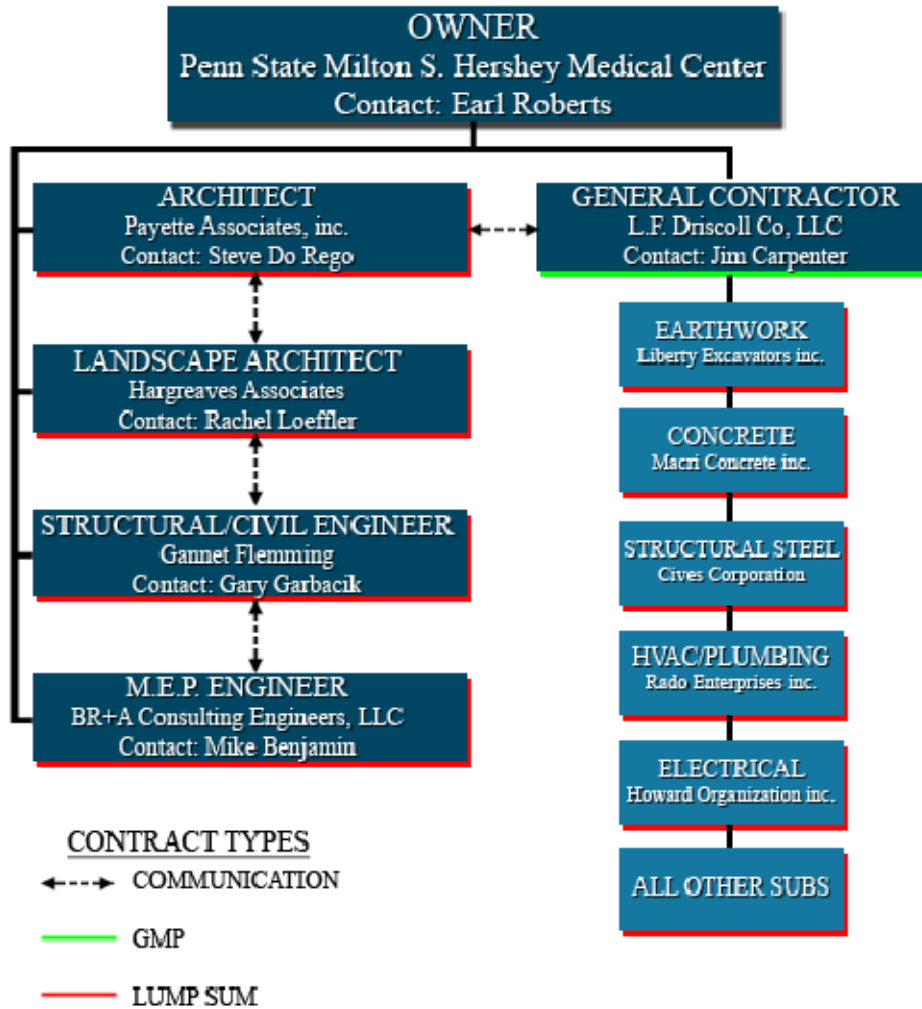 OWNER
Penn State Milton S. Hershey Medical Center
Contact: Earl Roberts
ARCHITECT
Payette Associates, inc.
Contact: Steve Do Rego
GENERAL CONTRACTOR
L.F. Driscoll Co, LLC
Contact: Jim Carpenter
LANDSCAPE ARCHITECT
Hargreaves Associates
Contact: Rachel Loeffler
STRUCTURAL/CIVIL ENGINEER
Gannet Flemming
Contact: Gary Garbacik
M.E.P. ENGINEER
BR+A Consulting Engineers, LLC
Contact: Mike Benjamin
EARTHWORK
Liberty Excavators inc.
CONCRETE
Macri Concrete inc.
STRUCTURAL STEEL
Cives Corporation
HVAC/PLUMBING
Rado Enterprises inc.
ELECTRICAL
Howard Organization inc.
ALL OTHER SUBS
CONTRACT TYPES
COMMUNICATION
GMP
LUMP SUM